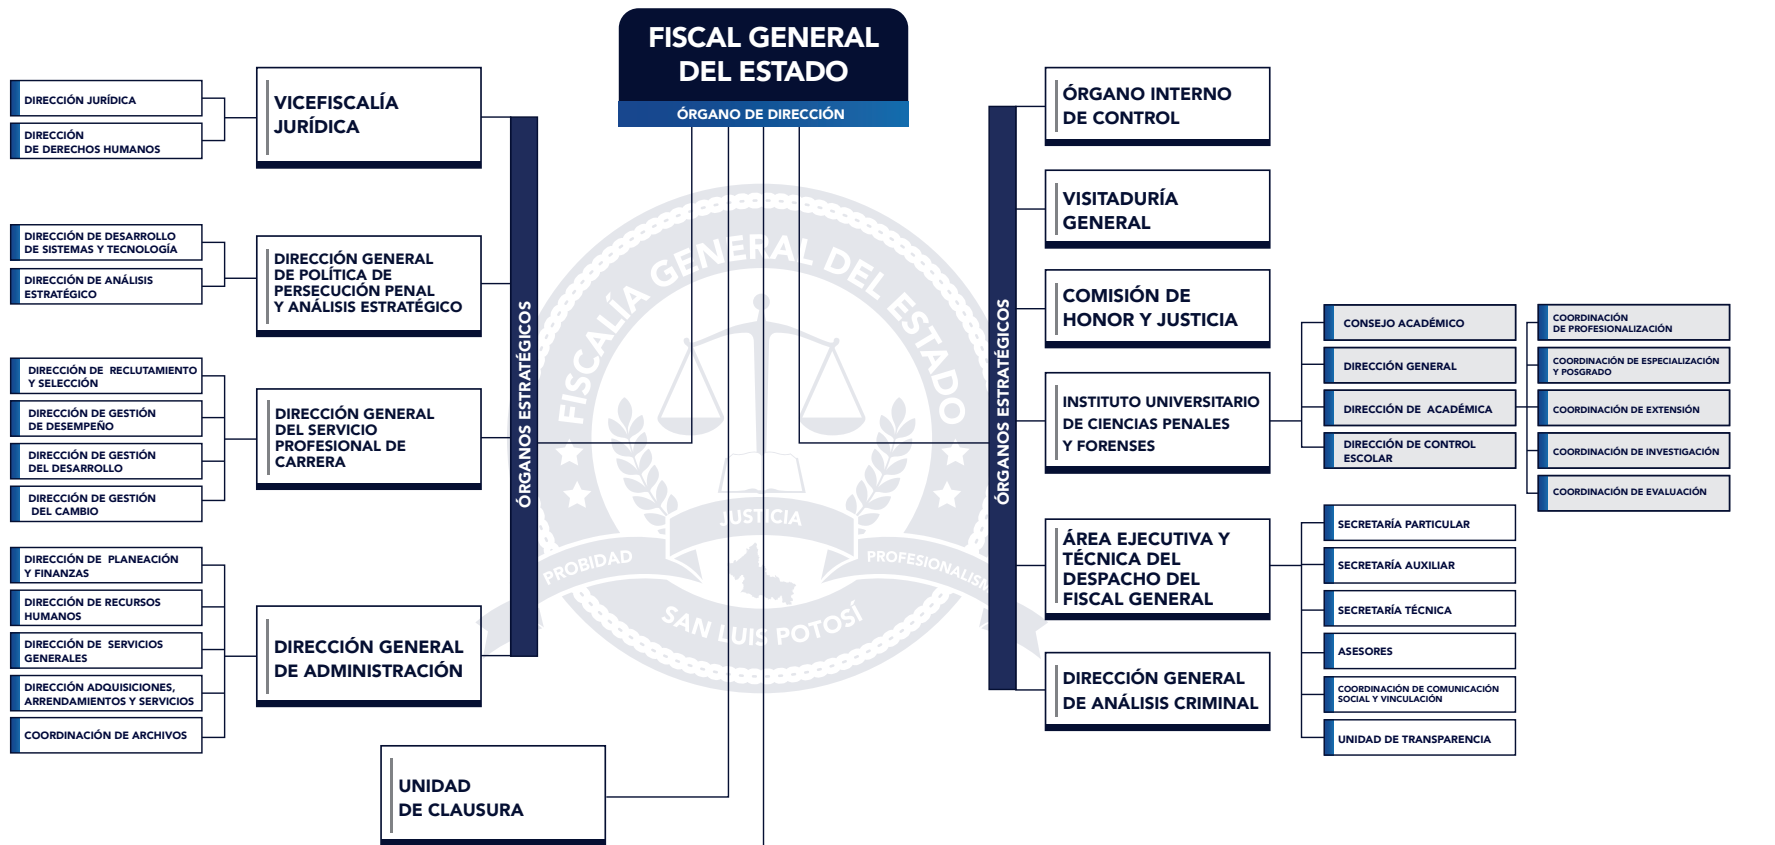 FISCAL GENERAL
DEL ESTADO
ÓRGANO DE DIRECCIÓN
DIRECCIÓN JURÍDICA
DIRECCIÓN
DE DERECHOS HUMANOS
VICEFISCALÍA
JURÍDICA
DIRECCIÓN DE DESARROLLO
DE SISTEMAS Y TECNOLOGÍA
DIRECCIÓN DE ANÁLISIS
ESTRATÉGICO
DIRECCIÓN GENERAL
DE POLÍTICA DE
PERSECUCIÓN PENAL
Y ANÁLISIS ESTRATÉGICO
DIRECCIÓN DE RECLUTAMIENTO
Y SELECCIÓN
DIRECCIÓN DE GESTIÓN
DE DESEMPEÑO
DIRECCIÓN DE GESTIÓN
DEL DESARROLLO
DIRECCIÓN DE GESTIÓN
DEL CAMBIO
DIRECCIÓN GENERAL
DEL SERVICIO
PROFESIONAL DE
CARRERA
DIRECCIÓN DE PLANEACIÓN
Y FINANZAS
DIRECCIÓN DE RECURSOS
HUMANOS
DIRECCIÓN DE SERVICIOS
GENERALES
DIRECCIÓN ADQUISICIONES,
ARRENDAMIENTOS Y SERVICIOS
COORDINACIÓN DE ARCHIVOS
DIRECCIÓN GENERAL
DE ADMINISTRACIÓN
ÓRGANOS ESTRATÉGICOS
UNIDAD
DE CLAUSURA
FISCALÍA GENERAL DEL ESTADO
JUSTICIA
PROBIDAD
PROFESIONALISM
SAN LUIS POTOSÍ
ÓRGANOS ESTRATÉGICOS
ÓRGANO INTERNO
DE CONTROL
VISITADURÍA
GENERAL
COMISIÓN DE
HONOR Y JUSTICIA
INSTITUTO UNIVERSITARIO
DE CIENCIAS PENALES
Y FORENSES
CONSEJO ACADÉMICO
DIRECCIÓN GENERAL
DIRECCIÓN DE ACADÉMICA
DIRECCIÓN DE CONTROL
ESCOLAR
COORDINACIÓN
DE PROFESIONALIZACIÓN
COORDINACIÓN DE ESPECIALIZACIÓN
Y POSGRADO
COORDINACIÓN DE EXTENSIÓN
COORDINACIÓN DE INVESTIGACIÓN
COORDINACIÓN DE EVALUACIÓN
ÁREA EJECUTIVA Y
TÉCNICA DEL
DESPACHO DEL
FISCAL GENERAL
SECRETARÍA PARTICULAR
SECRETARÍA AUXILIAR
SECRETARÍA TÉCNICA
ASESORES
COORDINACIÓN DE COMUNICACIÓN
SOCIAL Y VINCULACIÓN
UNIDAD DE TRANSPARENCIA
DIRECCIÓN GENERAL
DE ANÁLISIS CRIMINAL